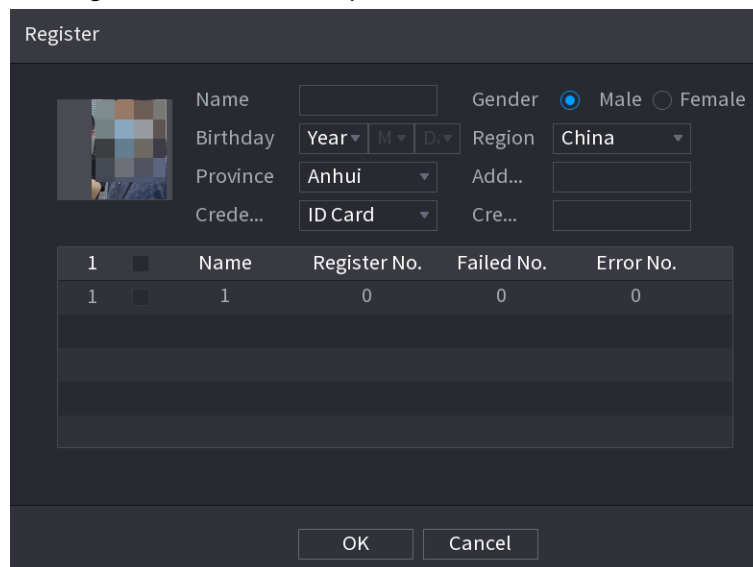 Register
Name Gender Male Female
Birthday Year M D. Region China
Province Anhui Add...
Crede... ID Card Cre...
1 Name Register No. Failed No. Error No.
1 1 0 0 0
OK Cancel